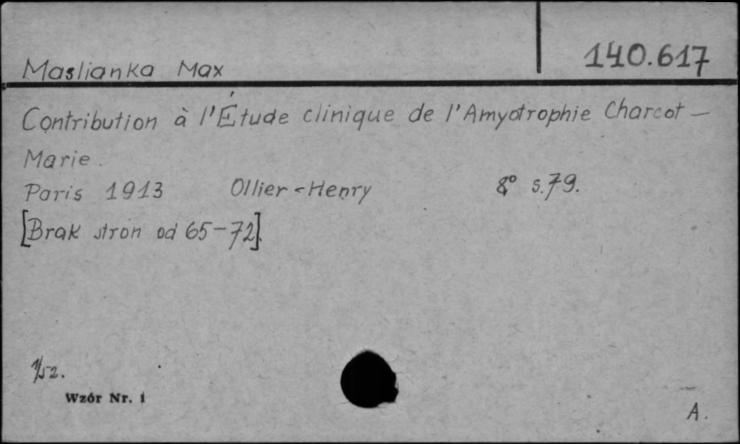 Maslianka Max 140.617
Contribution à l'Étude clinique de l'Amyotrophie Charcot –
Marie.
Paris 1913 Ollier-Henry 8° s.79.
[Brak stron od 65-72].
1/52.
Wzór Nr. 1
A.